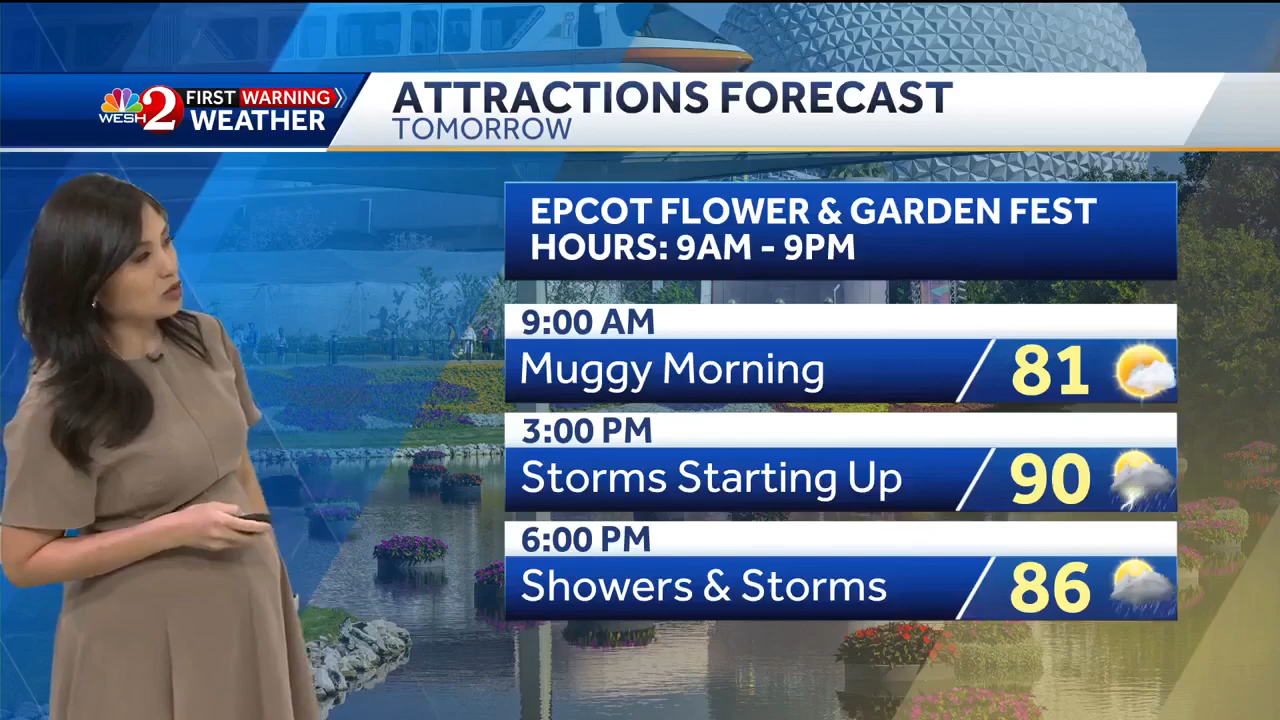 WESH 2 FIRST WARNING
WEATHER
ATTRACTIONS FORECAST
TOMORROW
EPCOT FLOWER & GARDEN FEST
HOURS: 9AM - 9PM
9:00 AM
Muggy Morning 81
3:00 PM
Storms Starting Up 90
6:00 PM
Showers & Storms 86